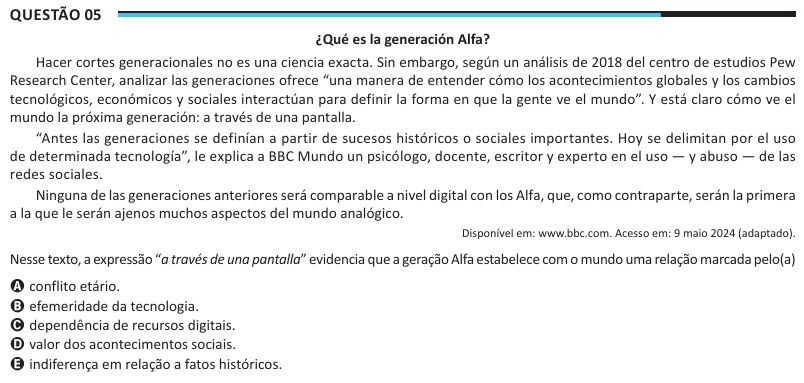 QUESTÃO 05
¿Qué es la generación Alfa?
Hacer cortes generacionales no es una ciencia exacta. Sin embargo, según un análisis de 2018 del centro de estudios Pew
Research Center, analizar las generaciones ofrece “una manera de entender cómo los acontecimientos globales y los cambios
tecnológicos, económicos y sociales interactúan para definir la forma en que la gente ve el mundo”. Y está claro cómo ve el
mundo la próxima generación: a través de una pantalla.
“Antes las generaciones se definían a partir de sucesos históricos o sociales importantes. Hoy se delimitan por el uso
de determinada tecnología”, le explica a BBC Mundo un psicólogo, docente, escritor y experto en el uso — y abuso — de las
redes sociales.
Ninguna de las generaciones anteriores será comparable a nivel digital con los Alfa, que, como contraparte, serán la primera
a la que le serán ajenos muchos aspectos del mundo analógico.
Disponível em: www.bbc.com. Acesso em: 9 maio 2024 (adaptado).
Nesse texto, a expressão “a través de una pantalla” evidencia que a geração Alfa estabelece com o mundo uma relação marcada pelo(a)
A conflito etário.
B efemeridade da tecnologia.
C dependência de recursos digitais.
D valor dos acontecimentos sociais.
E indiferença em relação a fatos históricos.